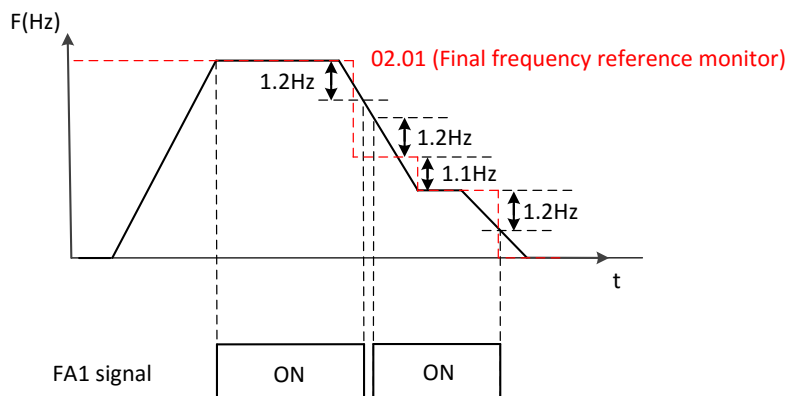 F(Hz)
02.01 (Final frequency reference monitor)
1.2Hz
1.2Hz
1.1Hz
1.2Hz
t
FA1 signal
ON
ON